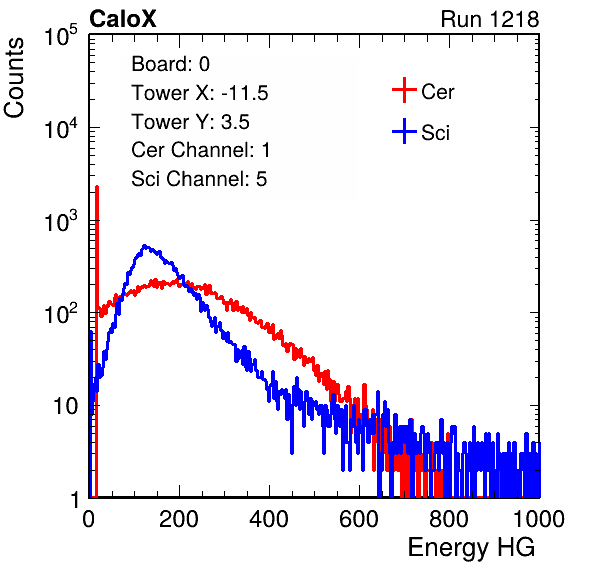 CaloX Run 1218
Counts
Board: 0
Tower X: -11.5
Tower Y: 3.5
Cer Channel: 1
Sci Channel: 5
Cer
Sci
10^5
10^4
10^3
10^2
10
1
0 200 400 600 800 1000
Energy HG